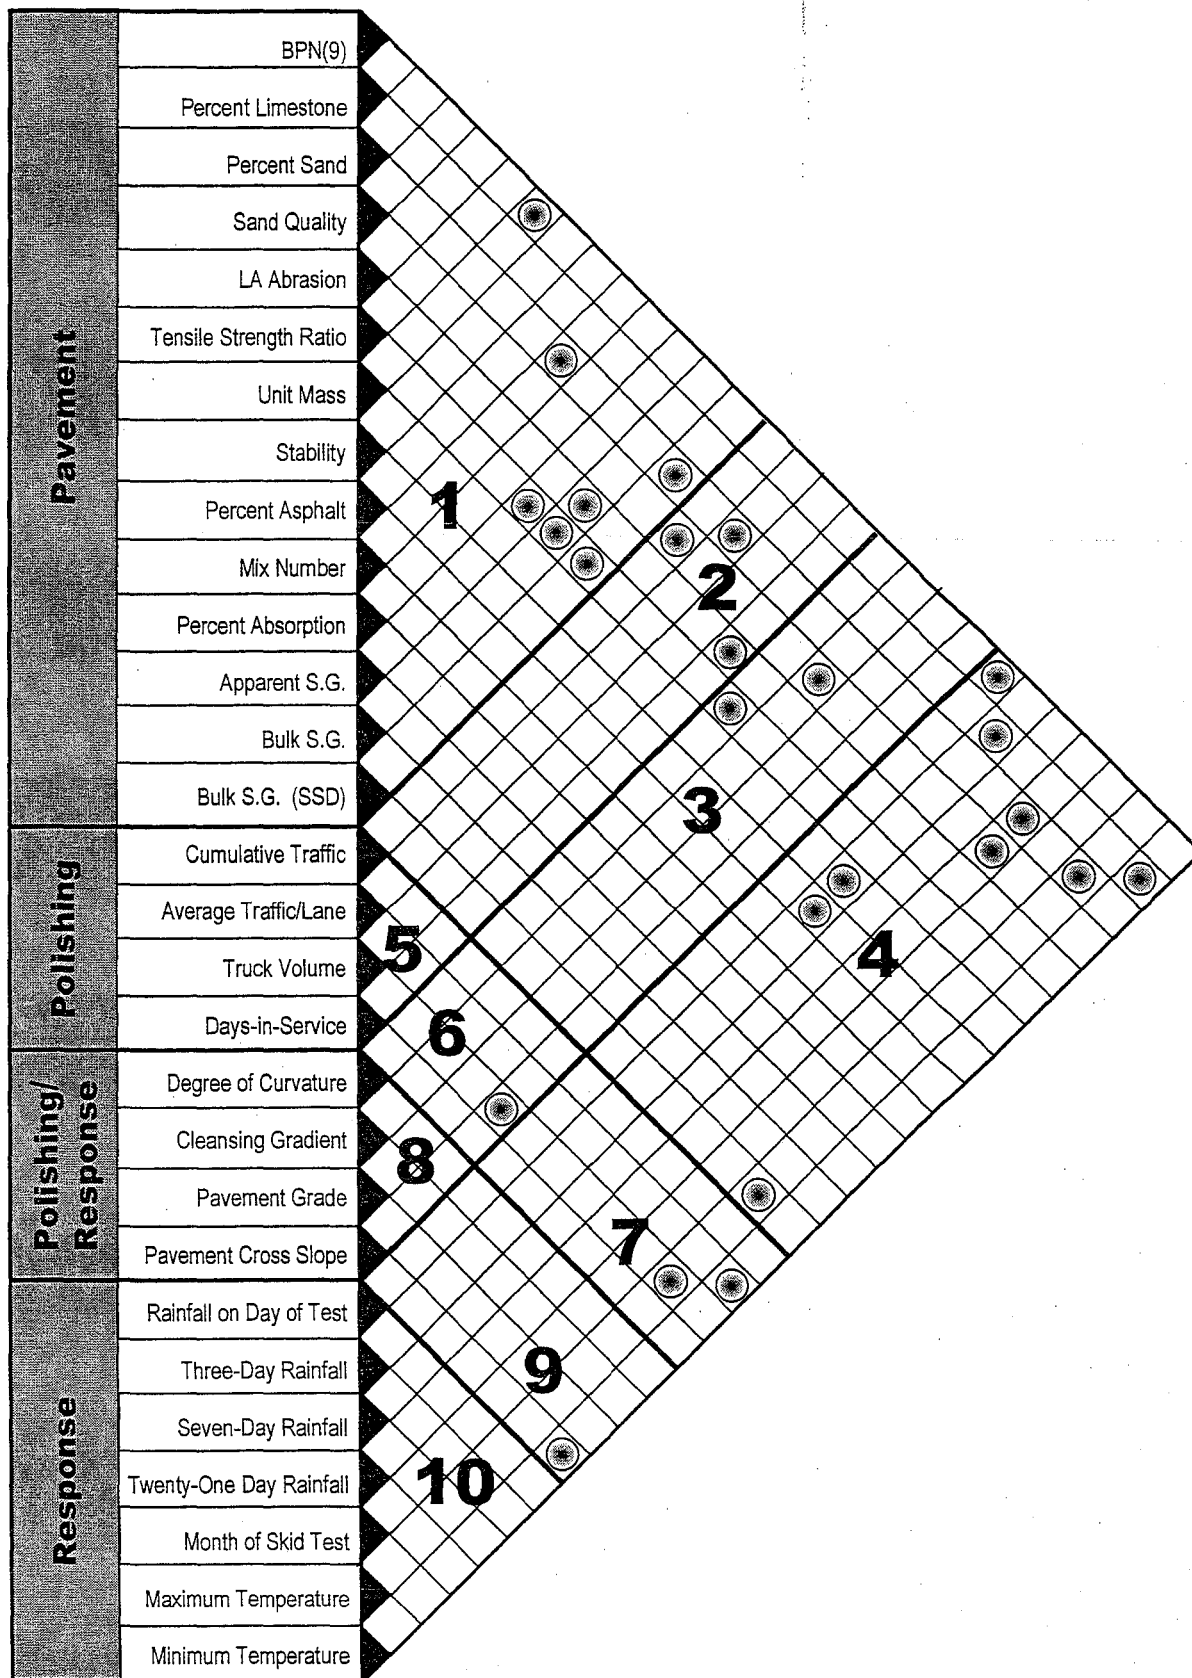 Pavement
BPN(9)
Percent Limestone
Percent Sand
Sand Quality
LA Abrasion
Tensile Strength Ratio
Unit Mass
Stability
Percent Asphalt
Mix Number
Percent Absorption
Apparent S.G.
Bulk S.G.
Bulk S.G. (SSD)
Polishing
Cumulative Traffic
Average Traffic/Lane
Truck Volume
Days-in-Service
Polishing/
Response
Degree of Curvature
Cleansing Gradient
Pavement Grade
Pavement Cross Slope
Response
Rainfall on Day of Test
Three-Day Rainfall
Seven-Day Rainfall
Twenty-One Day Rainfall
Month of Skid Test
Maximum Temperature
Minimum Temperature
1
2
3
4
5
6
7
8
9
10